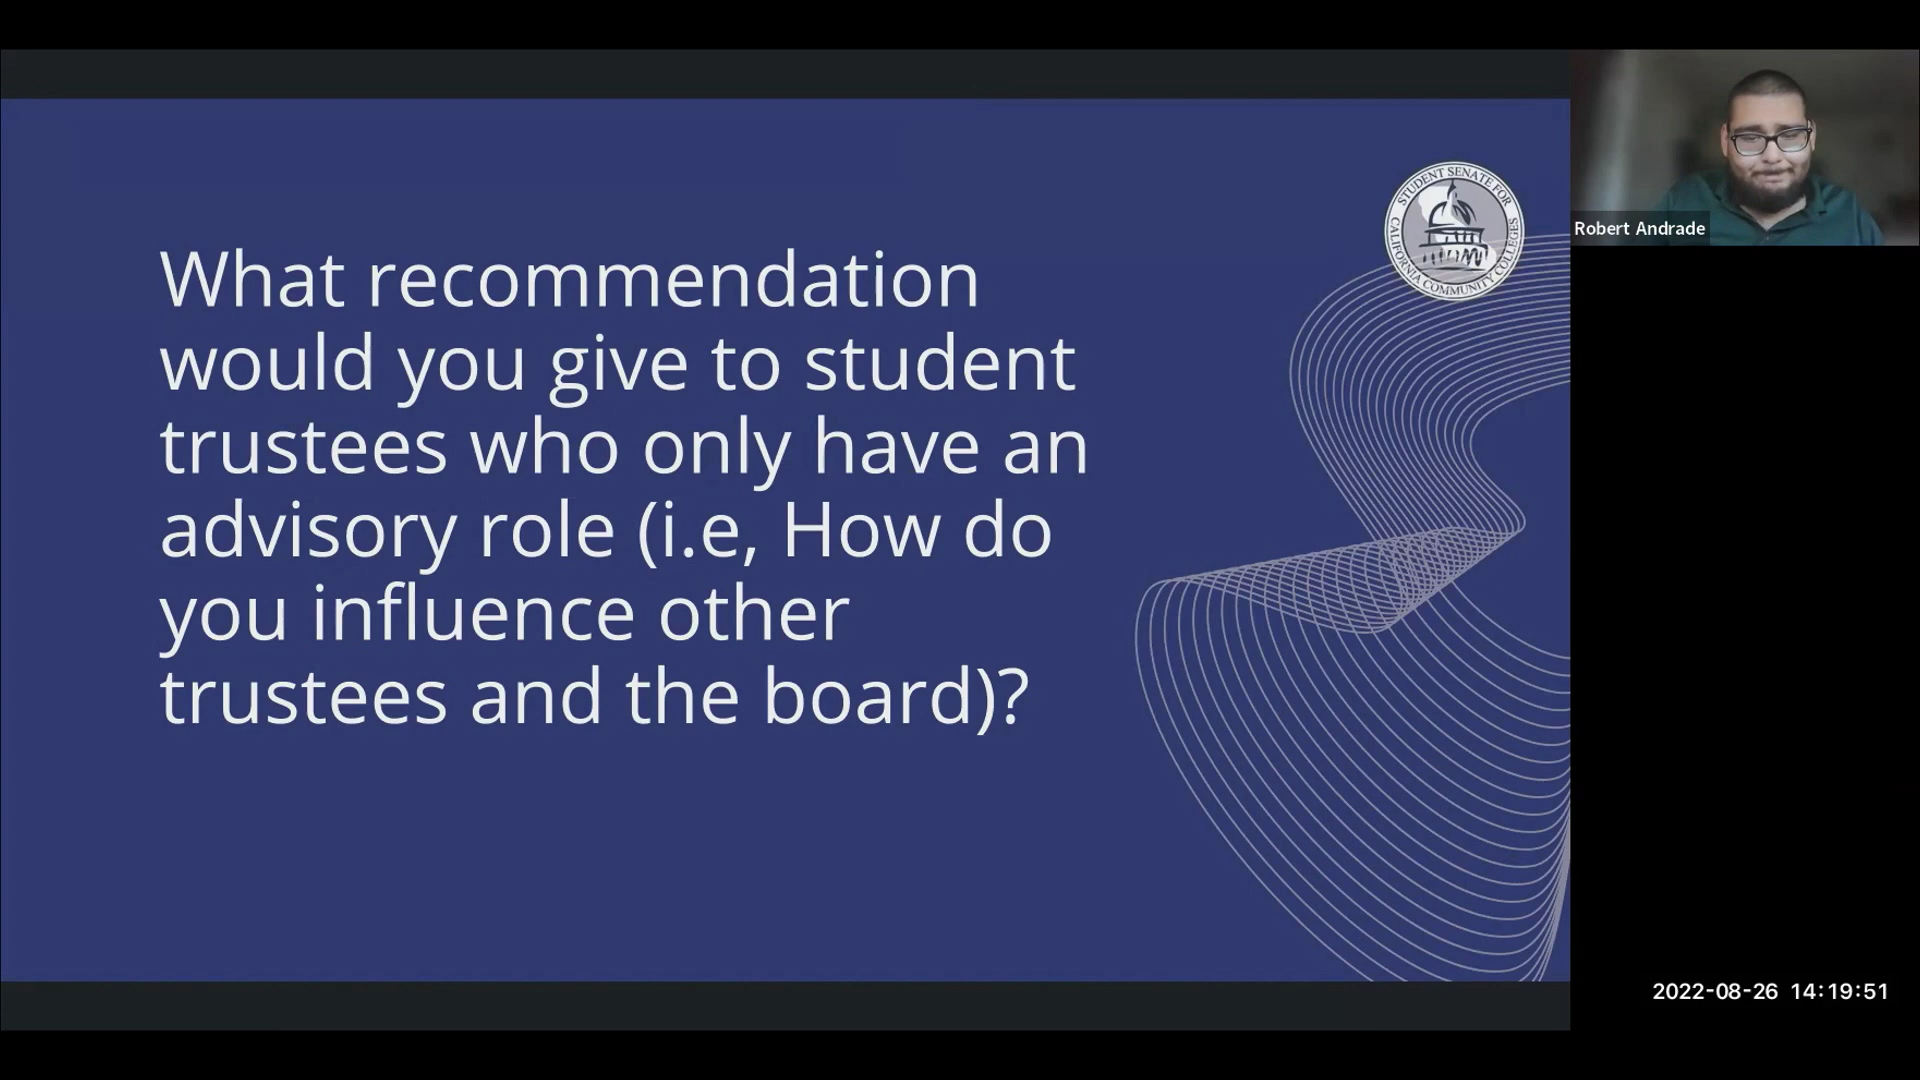 What recommendation
would you give to student
trustees who only have an
advisory role (i.e, How do
you influence other
trustees and the board)?
STUDENT SENATE FOR
CALIFORNIA COMMUNITY COLLEGES
Robert Andrade
2022-08-26 14:19:51